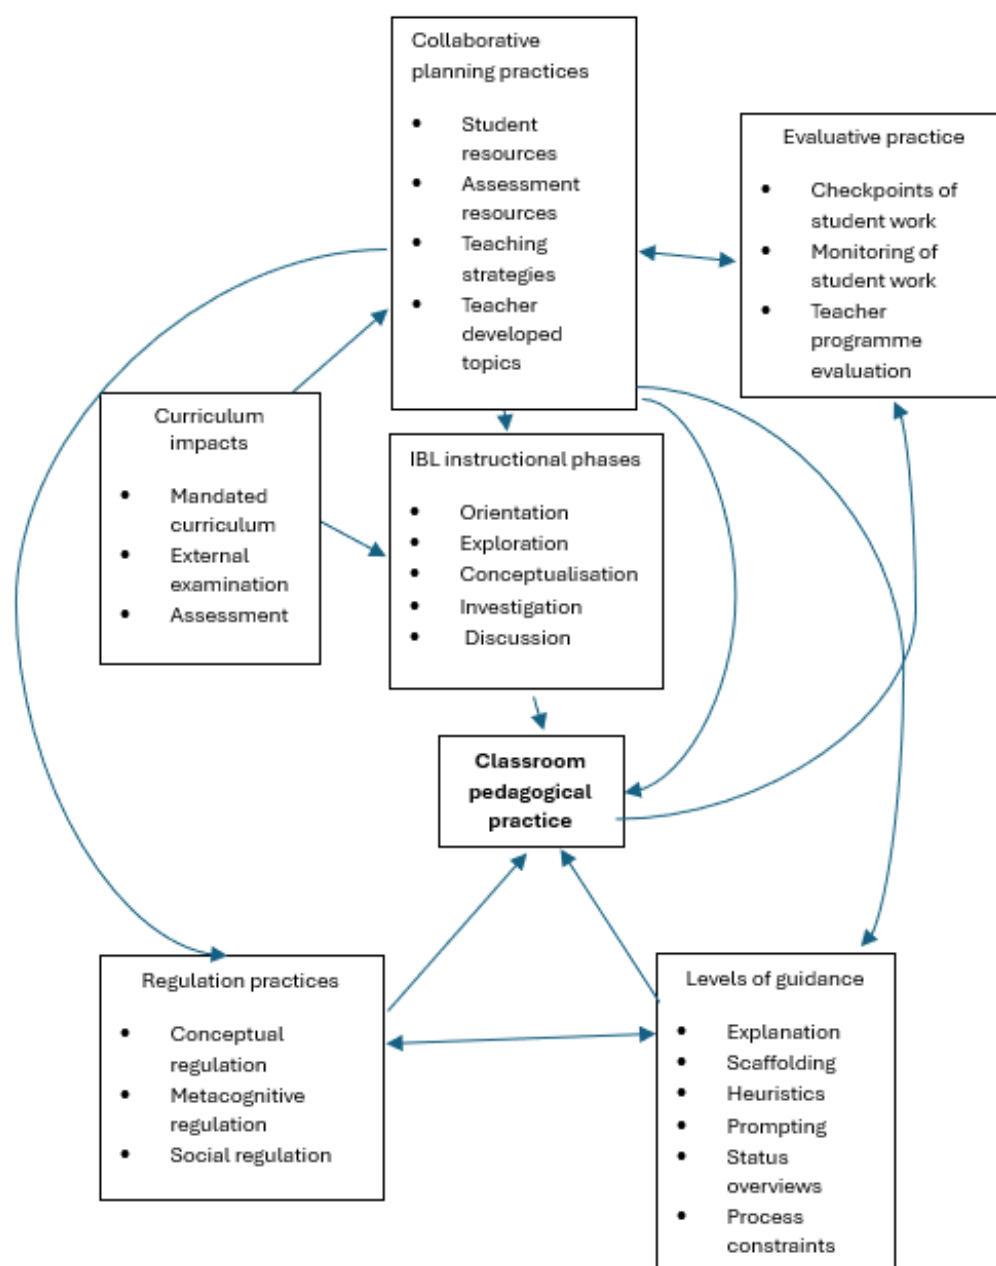 Collaborative
planning practices
• Student
resources
• Assessment
resources
• Teaching
strategies
• Teacher
developed
topics
Evaluative practice
• Checkpoints of
student work
• Monitoring of
student work
• Teacher
programme
evaluation
Curriculum
impacts
• Mandated
curriculum
• External
examination
• Assessment
IBL instructional phases
• Orientation
• Exploration
• Conceptualisation
• Investigation
• Discussion
Classroom
pedagogical
practice
Regulation practices
• Conceptual
regulation
• Metacognitive
regulation
• Social regulation
Levels of guidance
• Explanation
• Scaffolding
• Heuristics
• Prompting
• Status
overviews
• Process
constraints